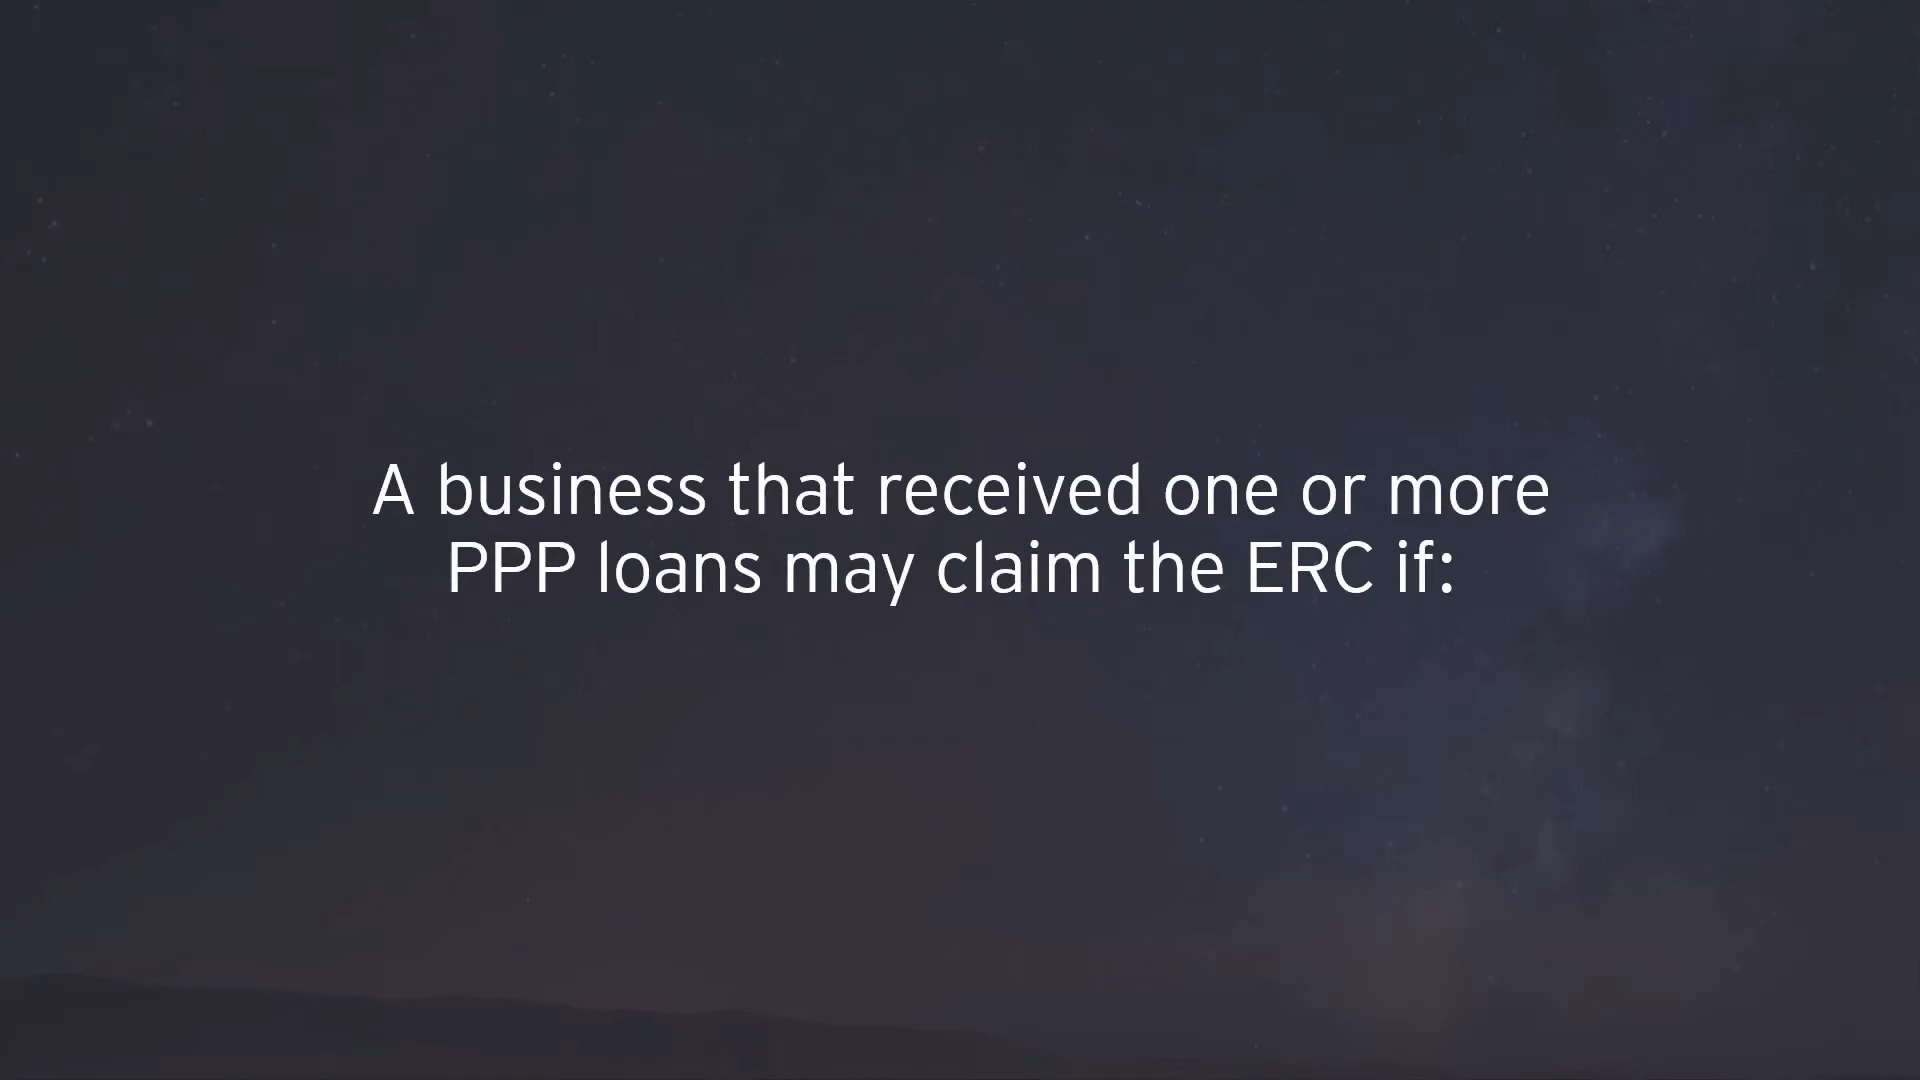 A business that received one or more
PPP loans may claim the ERC if: